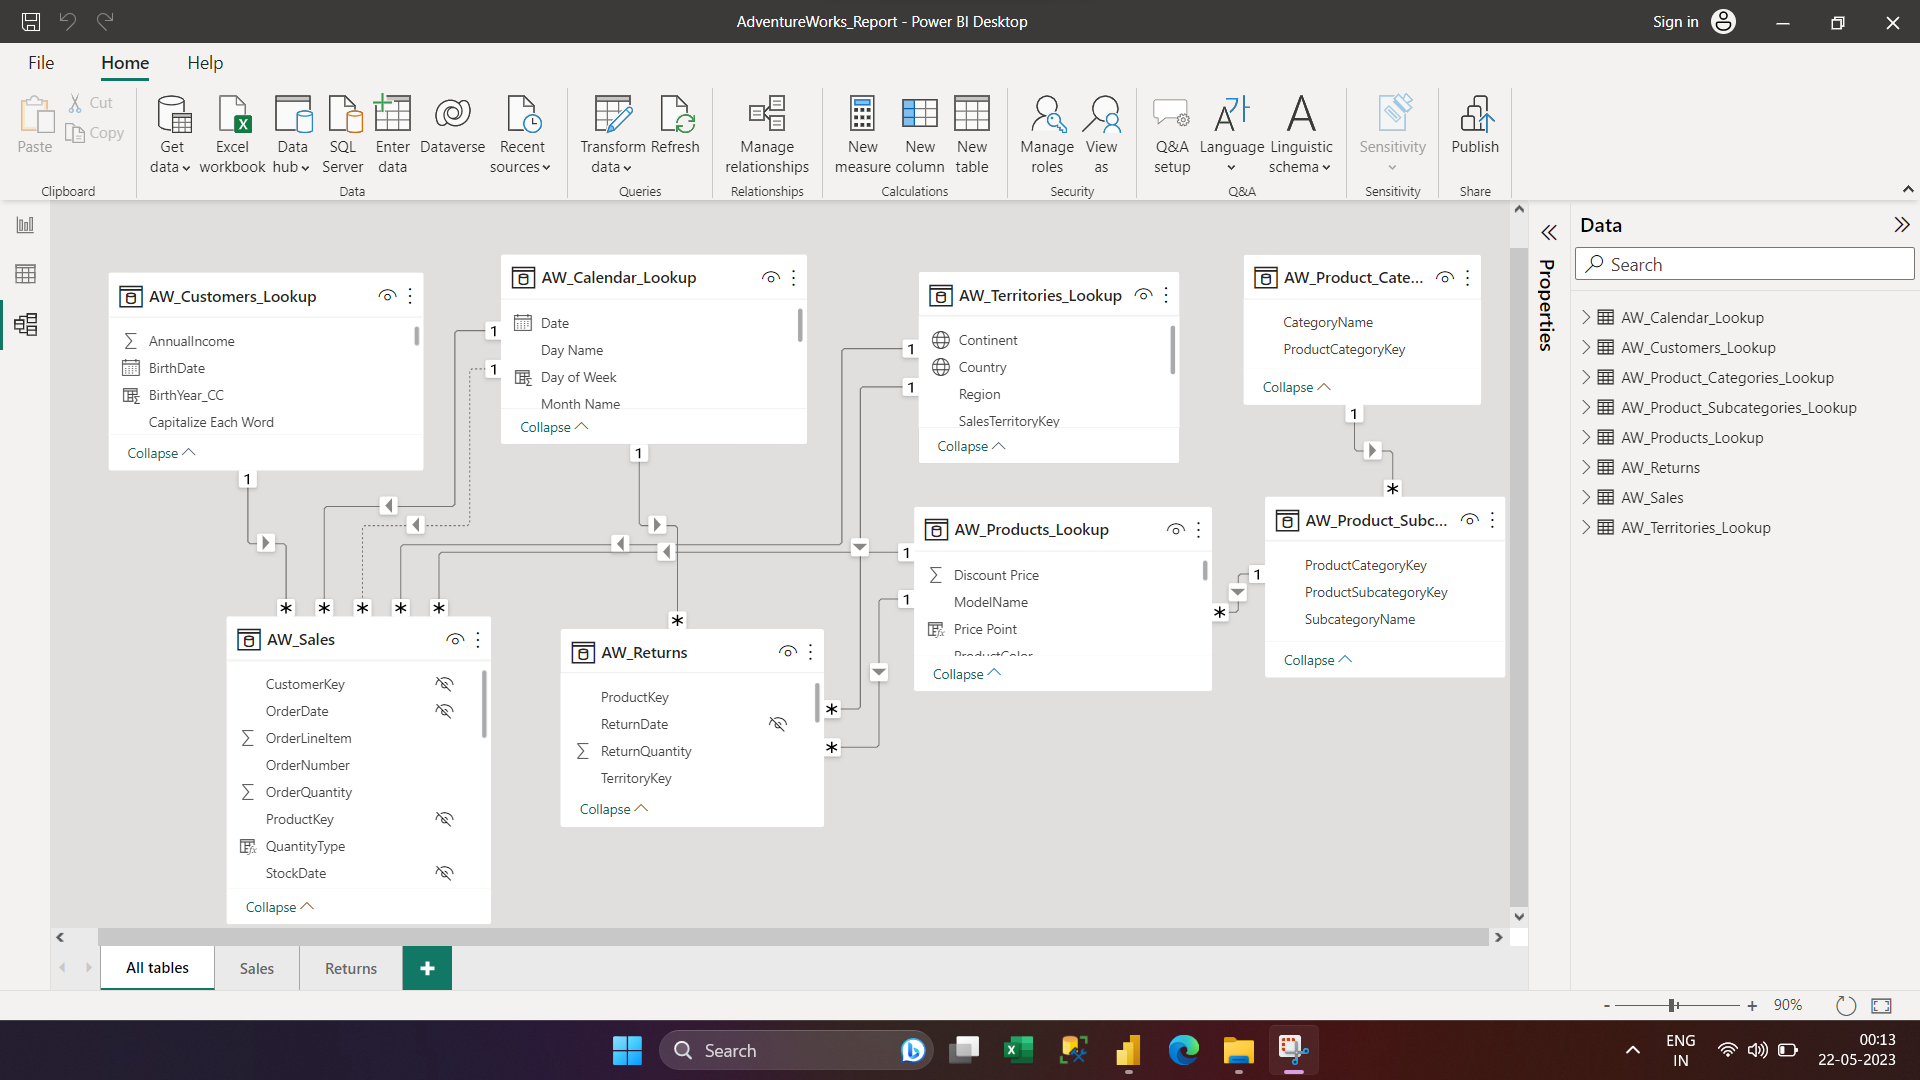 AdventureWorks_Report - Power BI Desktop
Sign in
File
Home
Help
Paste
Cut
Copy
Clipboard
Get data
Excel workbook
Data hub
SQL Server
Enter data
Dataverse
Recent sources
Data
Transform data
Refresh
Queries
Manage relationships
Relationships
New measure
New column
New table
Calculations
Manage roles
View as
Security
Q&A setup
Language
Linguistic schema
Q&A
Sensitivity
Sensitivity
Publish
Share
AW_Customers_Lookup
AnnualIncome
BirthDate
BirthYear_CC
Capitalize Each Word
Collapse
1
AW_Calendar_Lookup
Date
Day Name
Day of Week
Month Name
Collapse
1
1
1
AW_Territories_Lookup
Continent
Country
Region
SalesTerritoryKey
Collapse
1
1
AW_Product_Cate...
CategoryName
ProductCategoryKey
Collapse
1
*
AW_Products_Lookup
Discount Price
ModelName
Price Point
ProductColor
Collapse
1
1
*
AW_Product_Subc...
ProductCategoryKey
ProductSubcategoryKey
SubcategoryName
Collapse
1
* * * * *
AW_Sales
CustomerKey
OrderDate
OrderLineItem
OrderNumber
OrderQuantity
ProductKey
QuantityType
StockDate
Collapse
*
AW_Returns
ProductKey
ReturnDate
ReturnQuantity
TerritoryKey
Collapse
*
*
Properties
Data
Search
AW_Calendar_Lookup
AW_Customers_Lookup
AW_Product_Categories_Lookup
AW_Product_Subcategories_Lookup
AW_Products_Lookup
AW_Returns
AW_Sales
AW_Territories_Lookup
All tables
Sales
Returns
+
- + 90%
Search
ENG
IN
00:13
22-05-2023